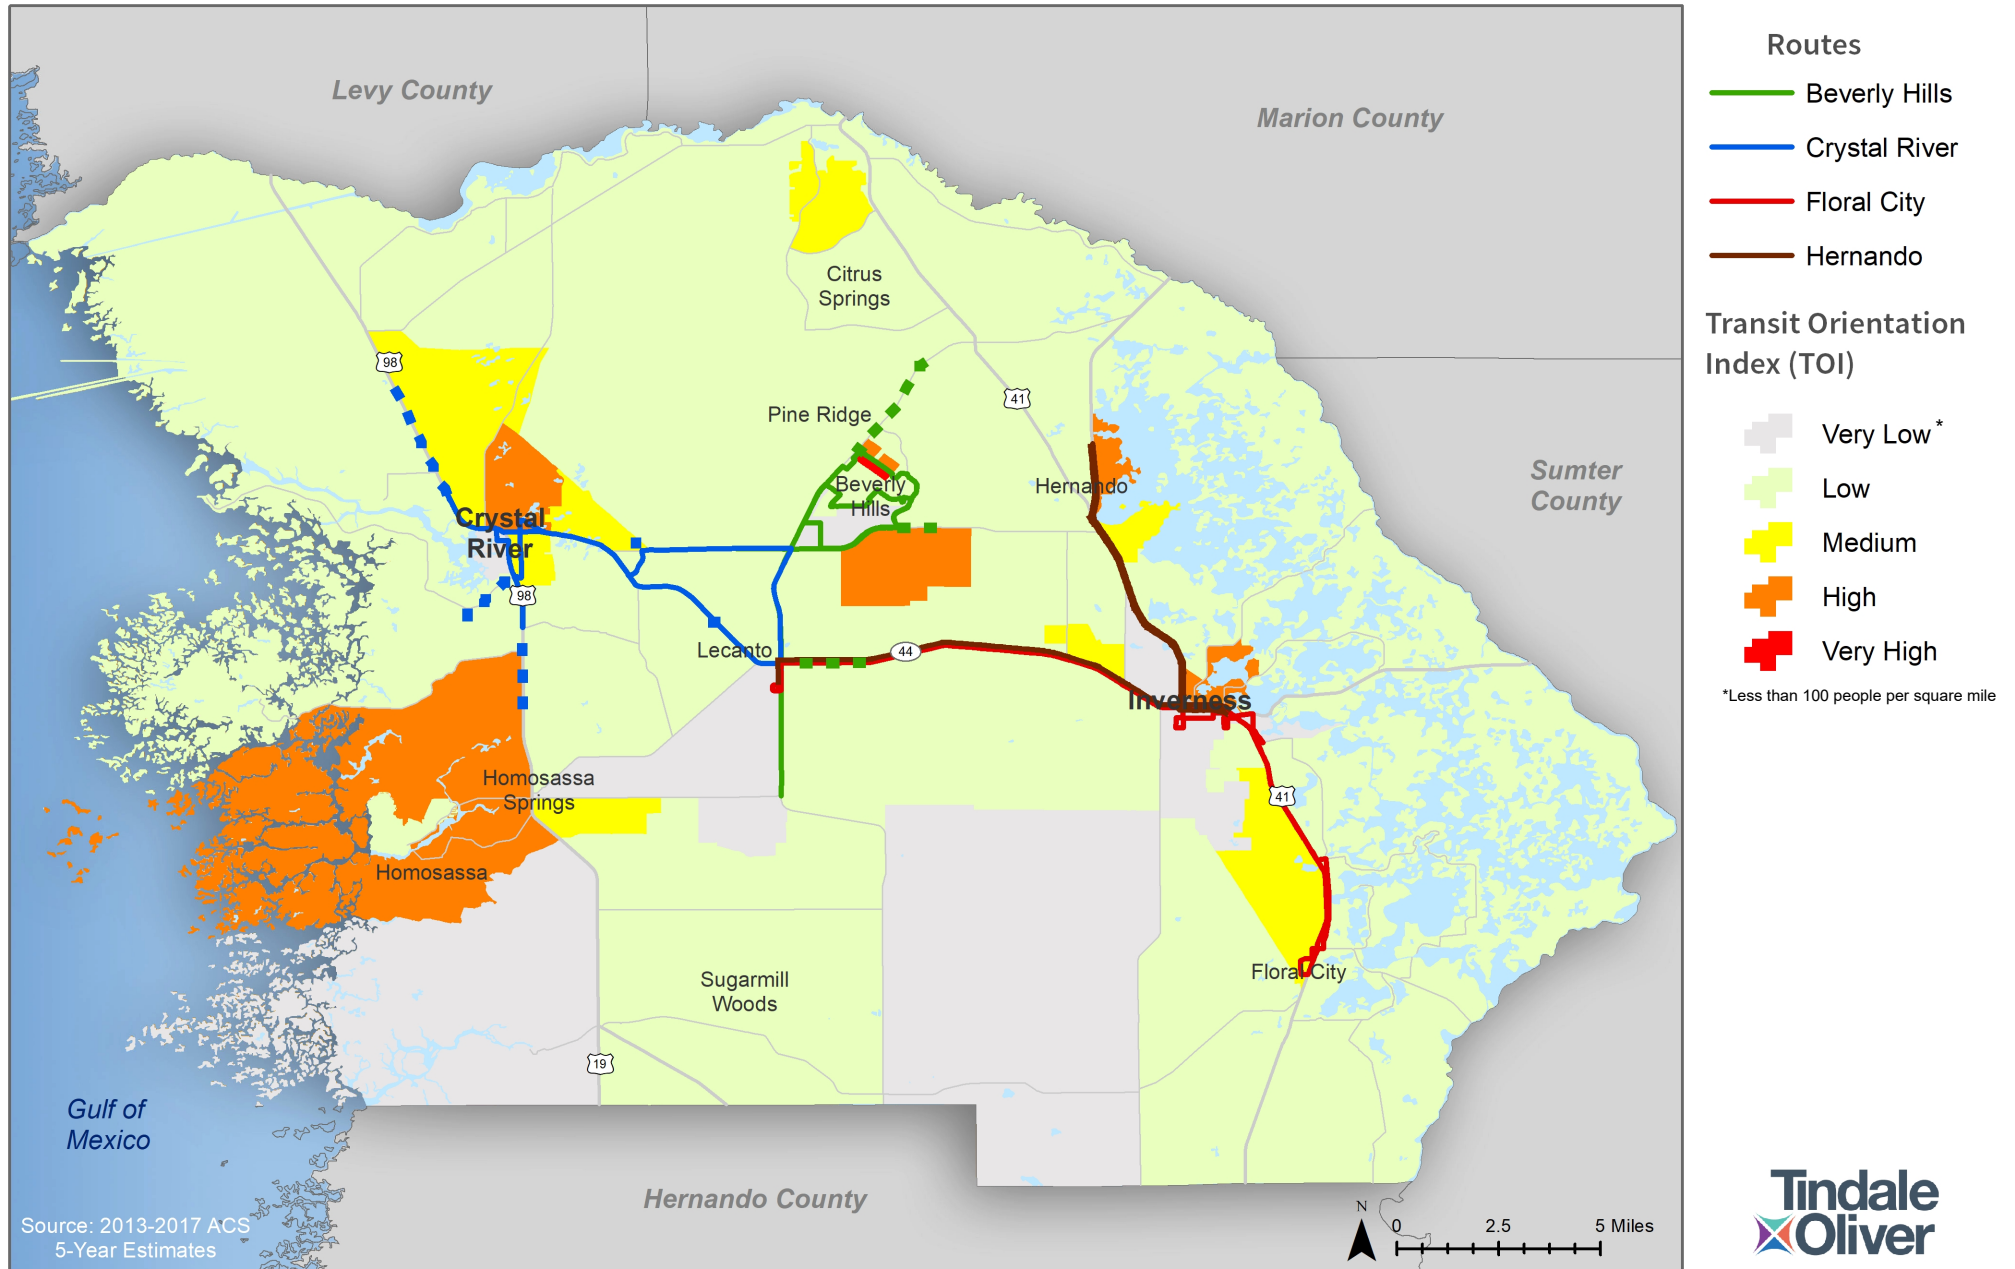 Levy County
Marion County
Citrus
Springs
98
Pine Ridge
41
Beverly
Hills
Hernando
Sumter
County
Crystal
River
98
Lecanto
44
Inverness
Homosassa
Springs
41
Homosassa
Floral City
Sugarmill
Woods
19
Gulf of
Mexico
Hernando County
Source: 2013-2017 ACS
5-Year Estimates
N
0 2.5 5 Miles
Routes
Beverly Hills
Crystal River
Floral City
Hernando
Transit Orientation
Index (TOI)
Very Low*
Low
Medium
High
Very High
*Less than 100 people per square mile
Tindale
Oliver